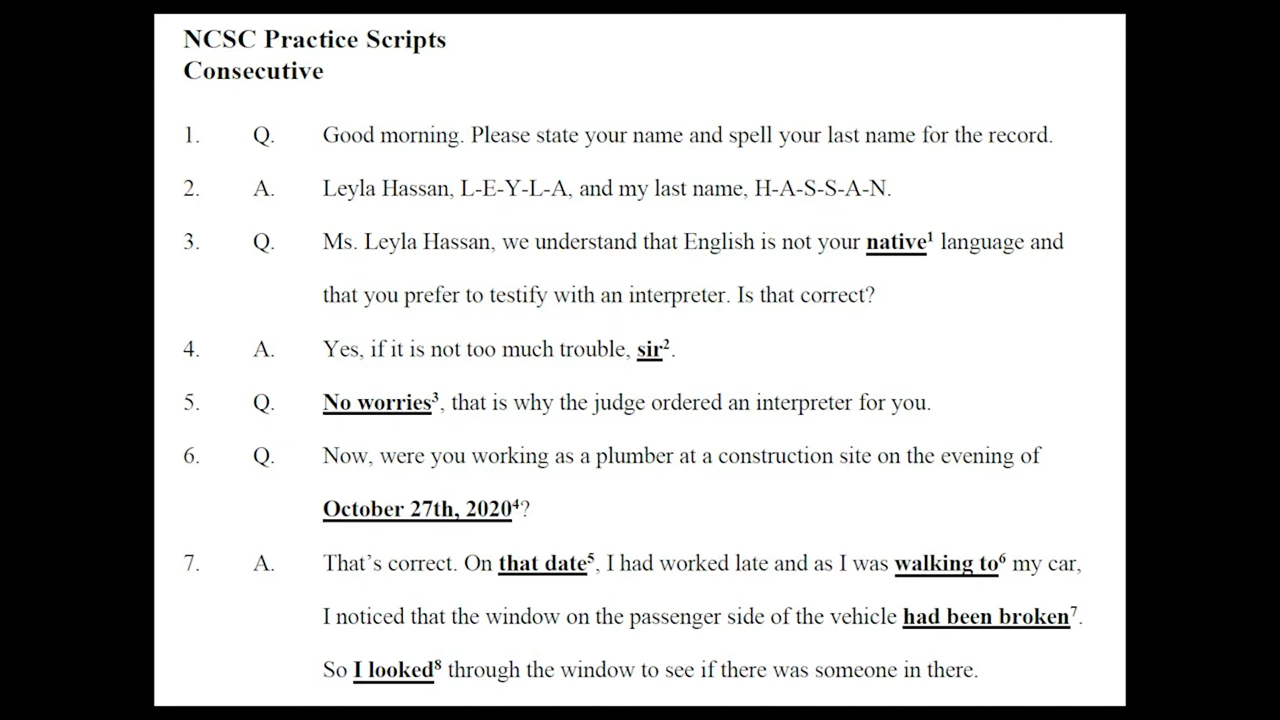 NCSC Practice Scripts
Consecutive
1. Q. Good morning. Please state your name and spell your last name for the record.
2. A. Leyla Hassan, L-E-Y-L-A, and my last name, H-A-S-S-A-N.
3. Q. Ms. Leyla Hassan, we understand that English is not your native¹ language and
that you prefer to testify with an interpreter. Is that correct?
4. A. Yes, if it is not too much trouble, sir².
5. Q. No worries³, that is why the judge ordered an interpreter for you.
6. Q. Now, were you working as a plumber at a construction site on the evening of
October 27th, 2020⁴?
7. A. That’s correct. On that date⁵, I had worked late and as I was walking to⁶ my car,
I noticed that the window on the passenger side of the vehicle had been broken⁷.
So I looked⁸ through the window to see if there was someone in there.